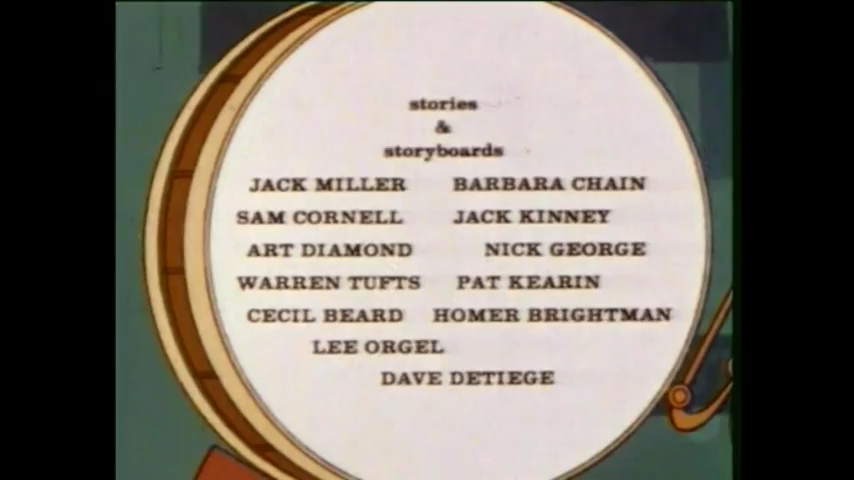 stories
&
storyboards
JACK MILLER BARBARA CHAIN
SAM CORNELL JACK KINNEY
ART DIAMOND NICK GEORGE
WARREN TUFTS PAT KEARIN
CECIL BEARD HOMER BRIGHTMAN
LEE ORGEL
DAVE DETIEGE